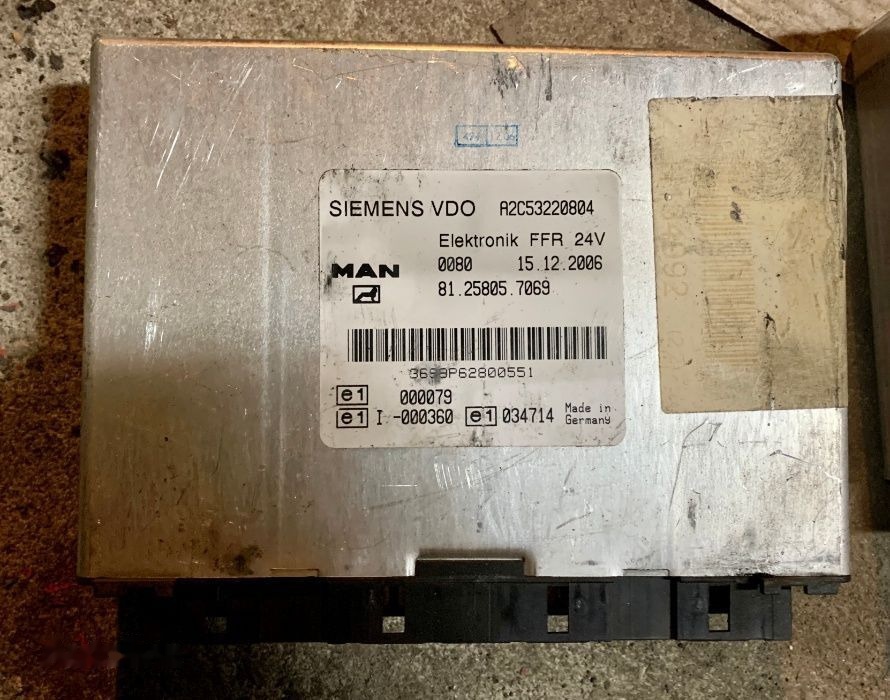 SIEMENS VDO A2C53220804
Elektronik FFR 24V
MAN 0080 15.12.2006
81.25805.7069
e1 000079
e1 I -000360 e1 034714 Made in
Germany